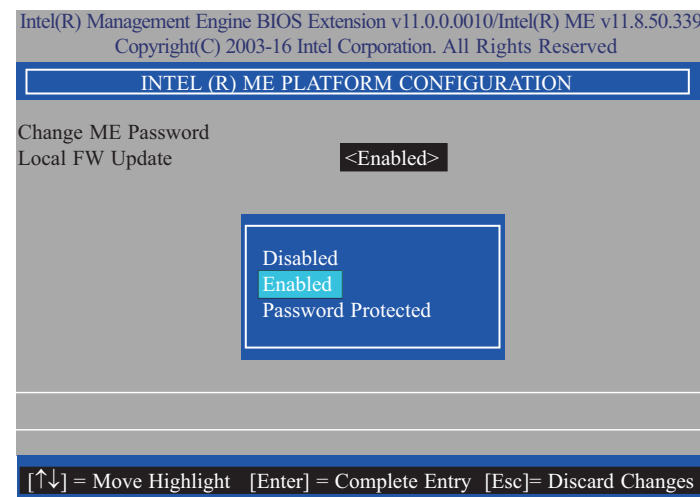 Intel(R) Management Engine BIOS Extension v11.0.0.0010/Intel(R) ME v11.8.50.339
Copyright(C) 2003-16 Intel Corporation. All Rights Reserved
INTEL (R) ME PLATFORM CONFIGURATION
Change ME Password
Local FW Update <Enabled>
Disabled
Enabled
Password Protected
[↑↓] = Move Highlight [Enter] = Complete Entry [Esc]= Discard Changes